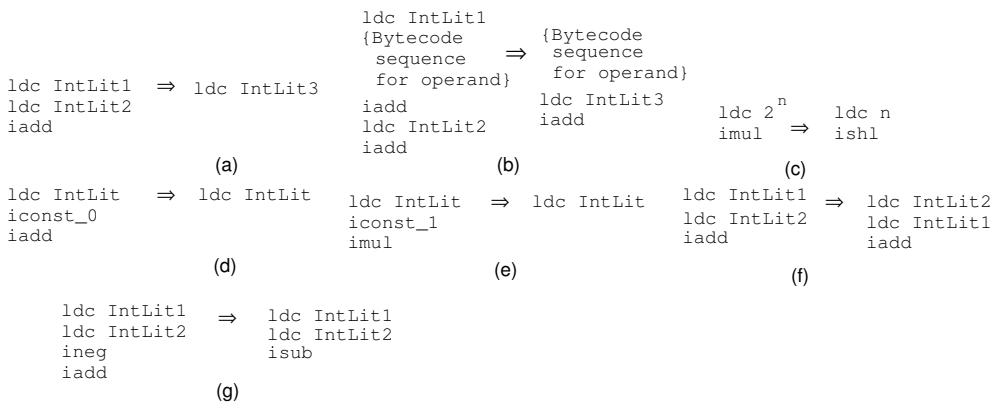 ldc IntLit1
ldc IntLit2
iadd
⇒
ldc IntLit3
(a)
ldc IntLit1
{Bytecode
sequence
for operand}
iadd
ldc IntLit2
iadd
⇒
{Bytecode
sequence
for operand}
ldc IntLit3
iadd
(b)
ldc 2^n
imul
⇒
ldc n
ishl
(c)
ldc IntLit
iconst_0
iadd
⇒
ldc IntLit
(d)
ldc IntLit
iconst_1
imul
⇒
ldc IntLit
(e)
ldc IntLit1
ldc IntLit2
iadd
⇒
ldc IntLit2
ldc IntLit1
iadd
(f)
ldc IntLit1
ldc IntLit2
ineg
iadd
⇒
ldc IntLit1
ldc IntLit2
isub
(g)